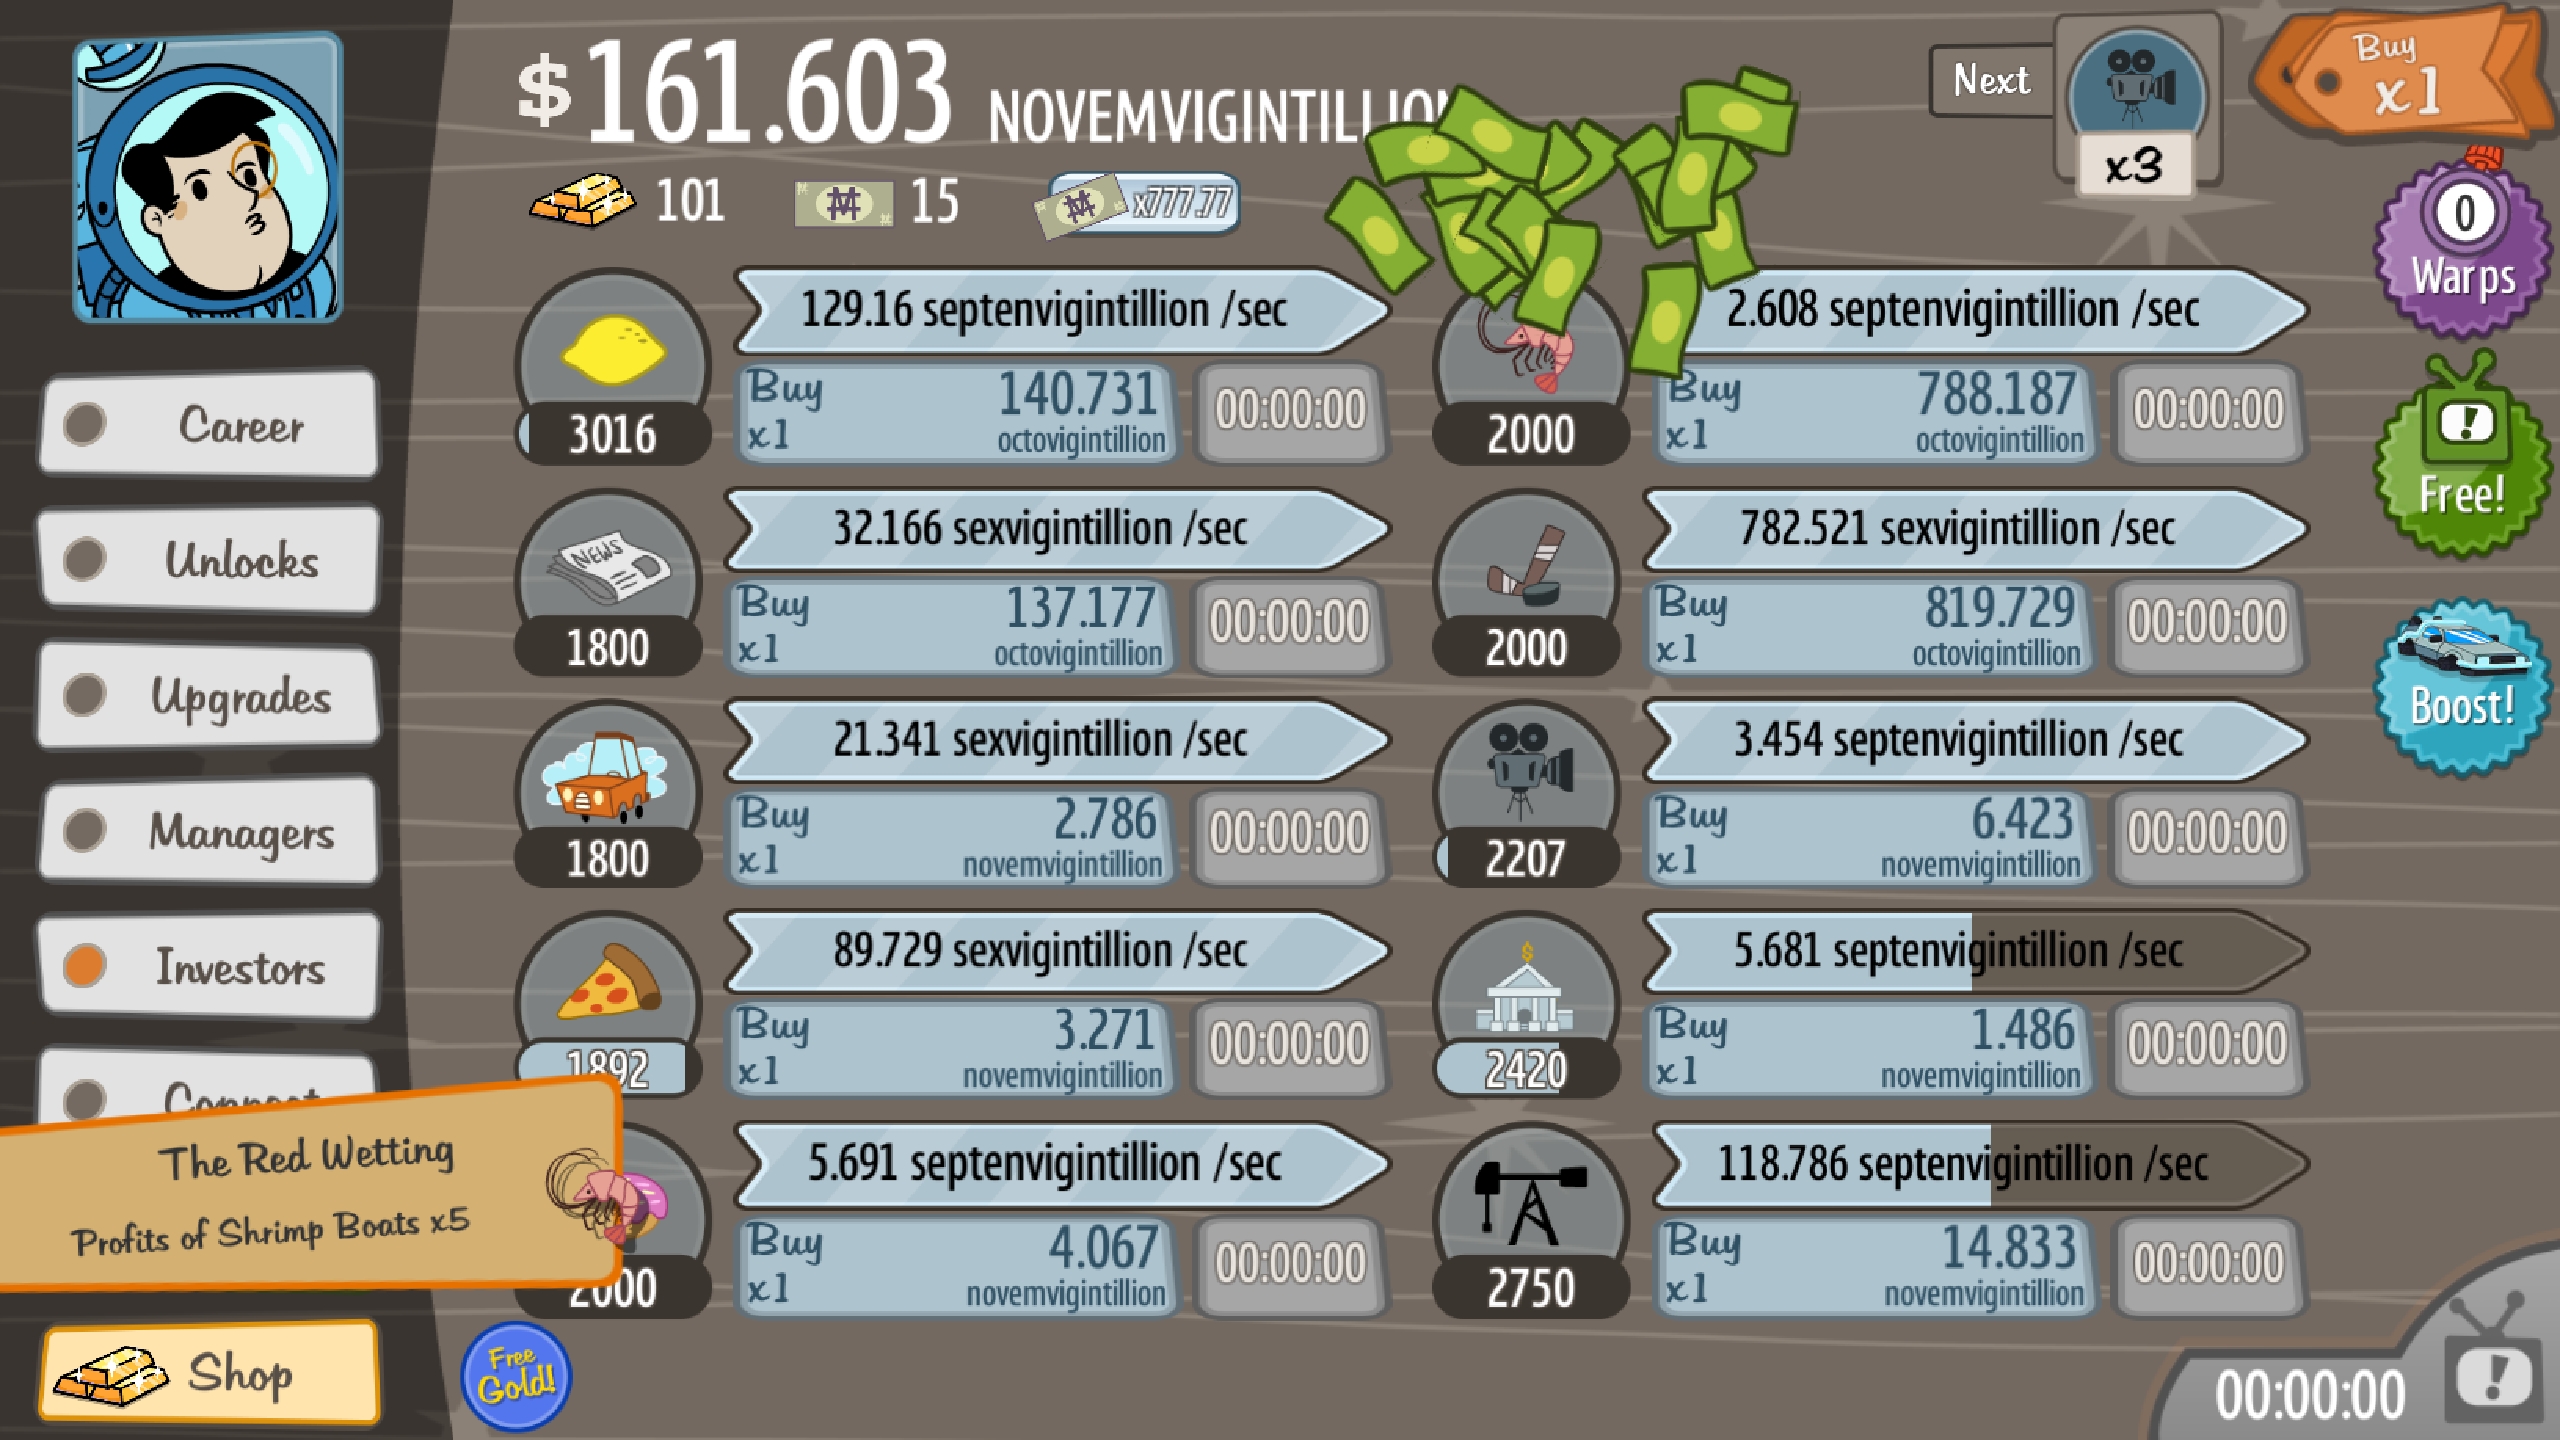 $161.603 NOVEMVIGINTILLION
Next
x3
Buy
x1
101
15
x777.77
0
Warps
Free!
Boost!
Career
Unlocks
Upgrades
Managers
Investors
Connect
The Red Wetting
Profits of Shrimp Boats x5
Shop
Free
Gold!
129.16 septenvigintillion /sec
3016
Buy
x1
140.731
octovigintillion
00:00:00
NEWS
32.166 sexvigintillion /sec
1800
Buy
x1
137.177
octovigintillion
00:00:00
21.341 sexvigintillion /sec
1800
Buy
x1
2.786
novemvigintillion
00:00:00
89.729 sexvigintillion /sec
1892
Buy
x1
3.271
novemvigintillion
00:00:00
5.691 septenvigintillion /sec
2000
Buy
x1
4.067
novemvigintillion
00:00:00
2.608 septenvigintillion /sec
2000
Buy
x1
788.187
octovigintillion
00:00:00
782.521 sexvigintillion /sec
2000
Buy
x1
819.729
octovigintillion
00:00:00
3.454 septenvigintillion /sec
2207
Buy
x1
6.423
novemvigintillion
00:00:00
5.681 septenvigintillion /sec
2420
Buy
x1
1.486
novemvigintillion
00:00:00
118.786 septenvigintillion /sec
2750
Buy
x1
14.833
novemvigintillion
00:00:00
00:00:00